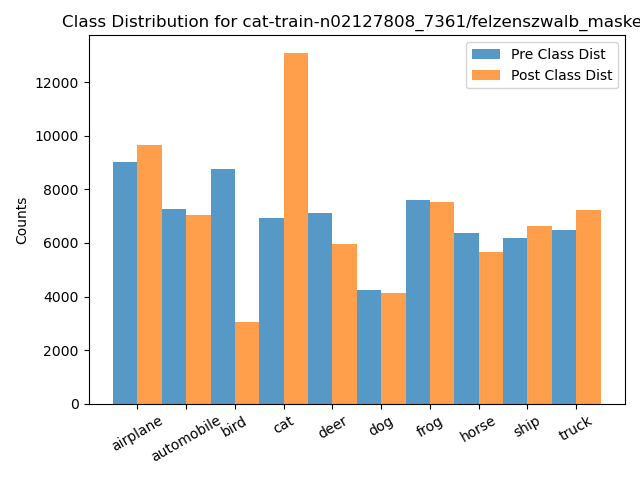 Class Distribution for cat-train-n02127808_7361/felzenszwalb_maske
Pre Class Dist
Post Class Dist
Counts
12000
10000
8000
6000
4000
2000
0
airplane
automobile
bird
cat
deer
dog
frog
horse
ship
truck